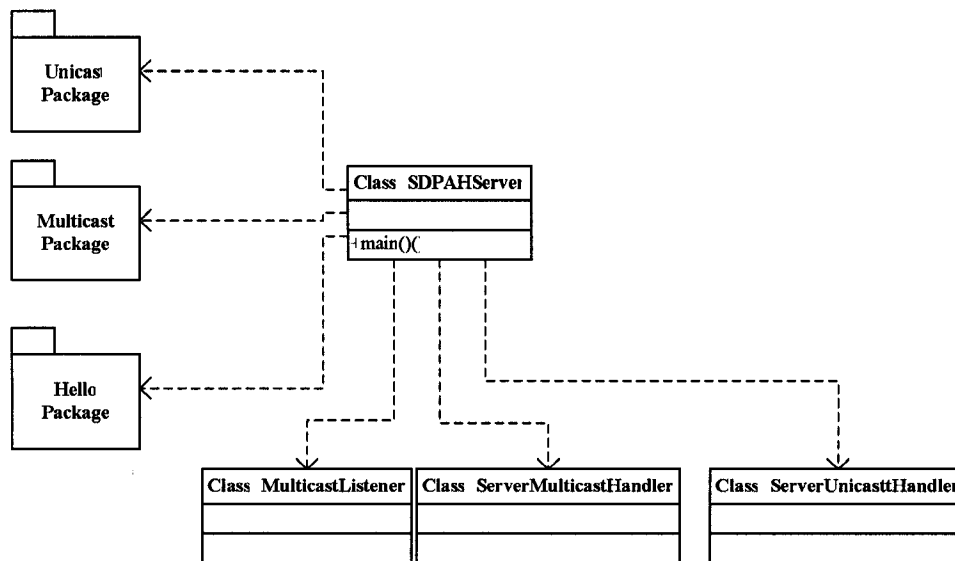 Unicast
Package
Class SDPAHServer
Multicast
Package
+main()(
Hello
Package
Class MulticastListener
Class ServerMulticastHandler
Class ServerUnicasttHandler